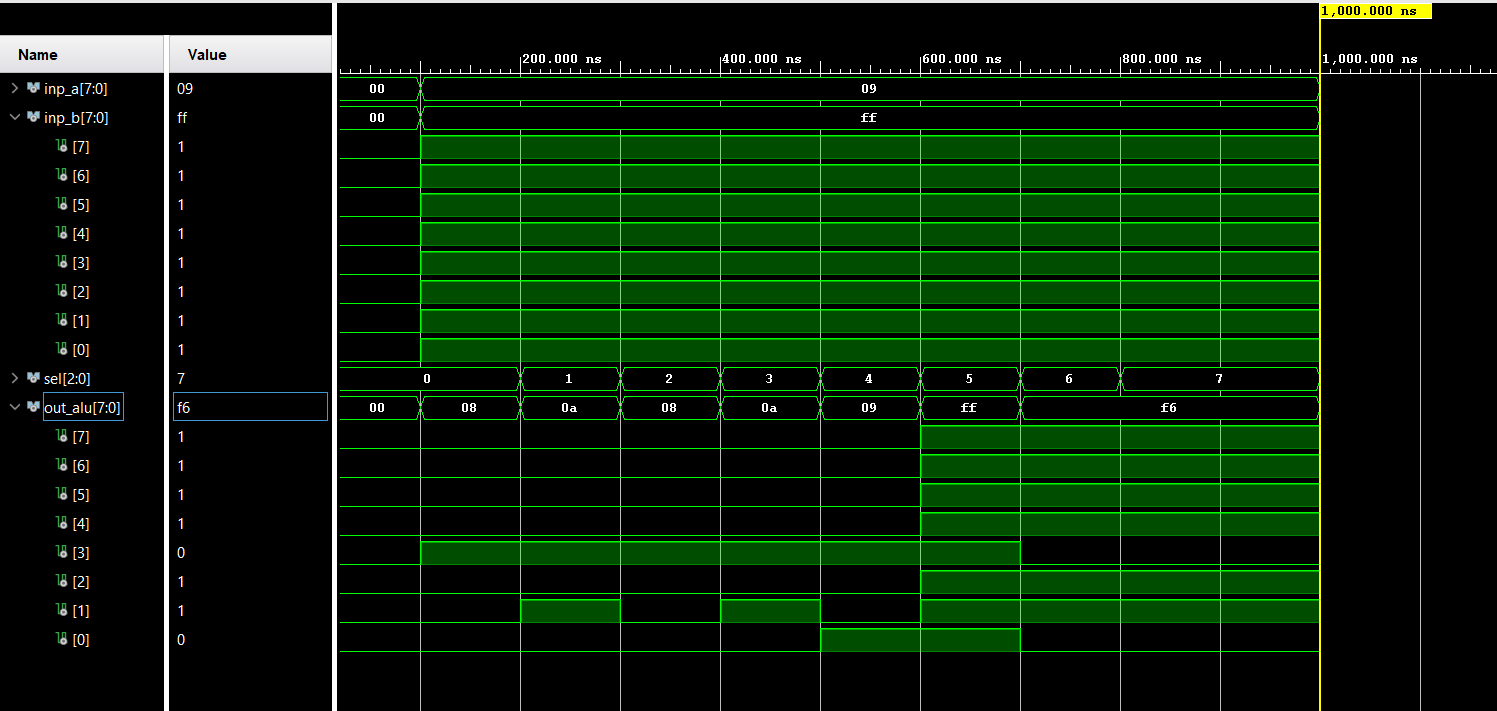 1,000.000 ns
Name Value
200.000 ns 400.000 ns 600.000 ns 800.000 ns 1,000.000 ns
inp_a[7:0] 09 00 09
inp_b[7:0] ff 00 ff
[7] 1
[6] 1
[5] 1
[4] 1
[3] 1
[2] 1
[1] 1
[0] 1
sel[2:0] 7 0 1 2 3 4 5 6 7
out_alu[7:0] f6 00 08 0a 08 0a 09 ff f6
[7] 1
[6] 1
[5] 1
[4] 1
[3] 0
[2] 1
[1] 1
[0] 0